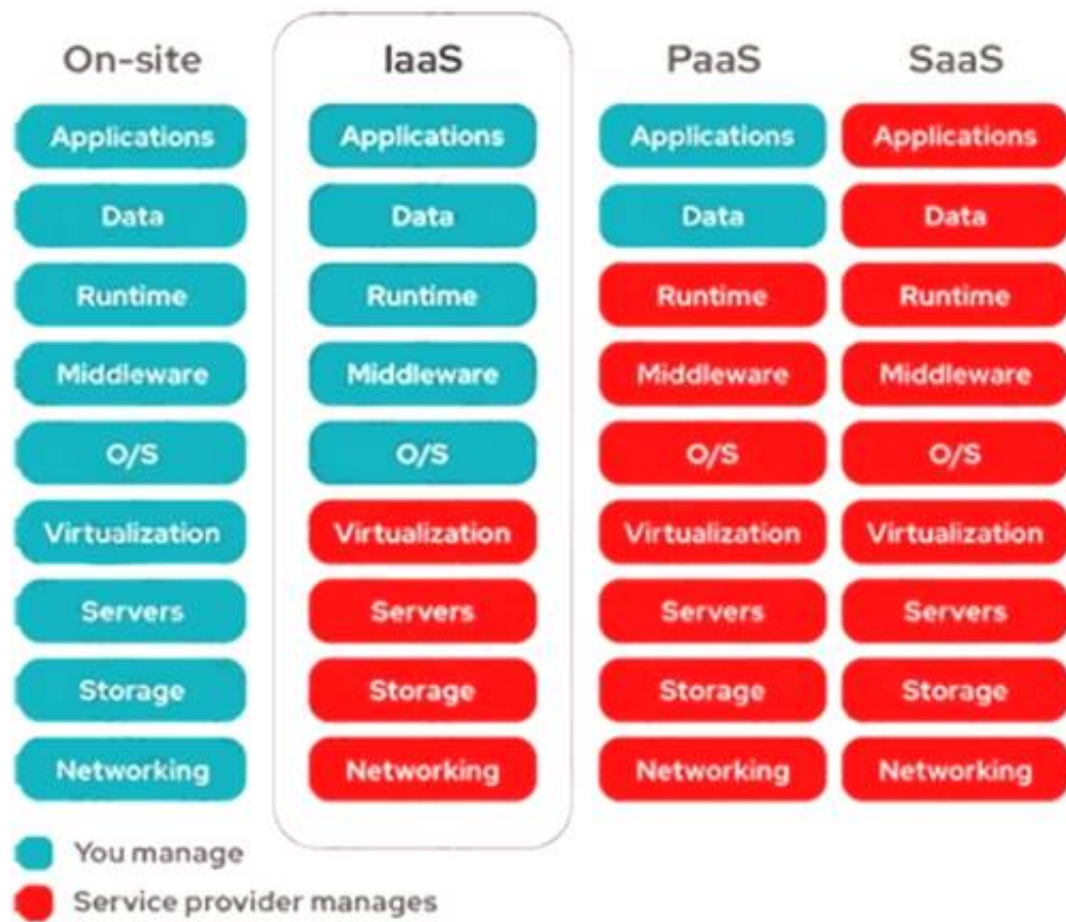 On-site IaaS PaaS SaaS
Applications Applications Applications Applications
Data Data Data Data
Runtime Runtime Runtime Runtime
Middleware Middleware Middleware Middleware
O/S O/S O/S O/S
Virtualization Virtualization Virtualization Virtualization
Servers Servers Servers Servers
Storage Storage Storage Storage
Networking Networking Networking Networking
You manage
Service provider manages